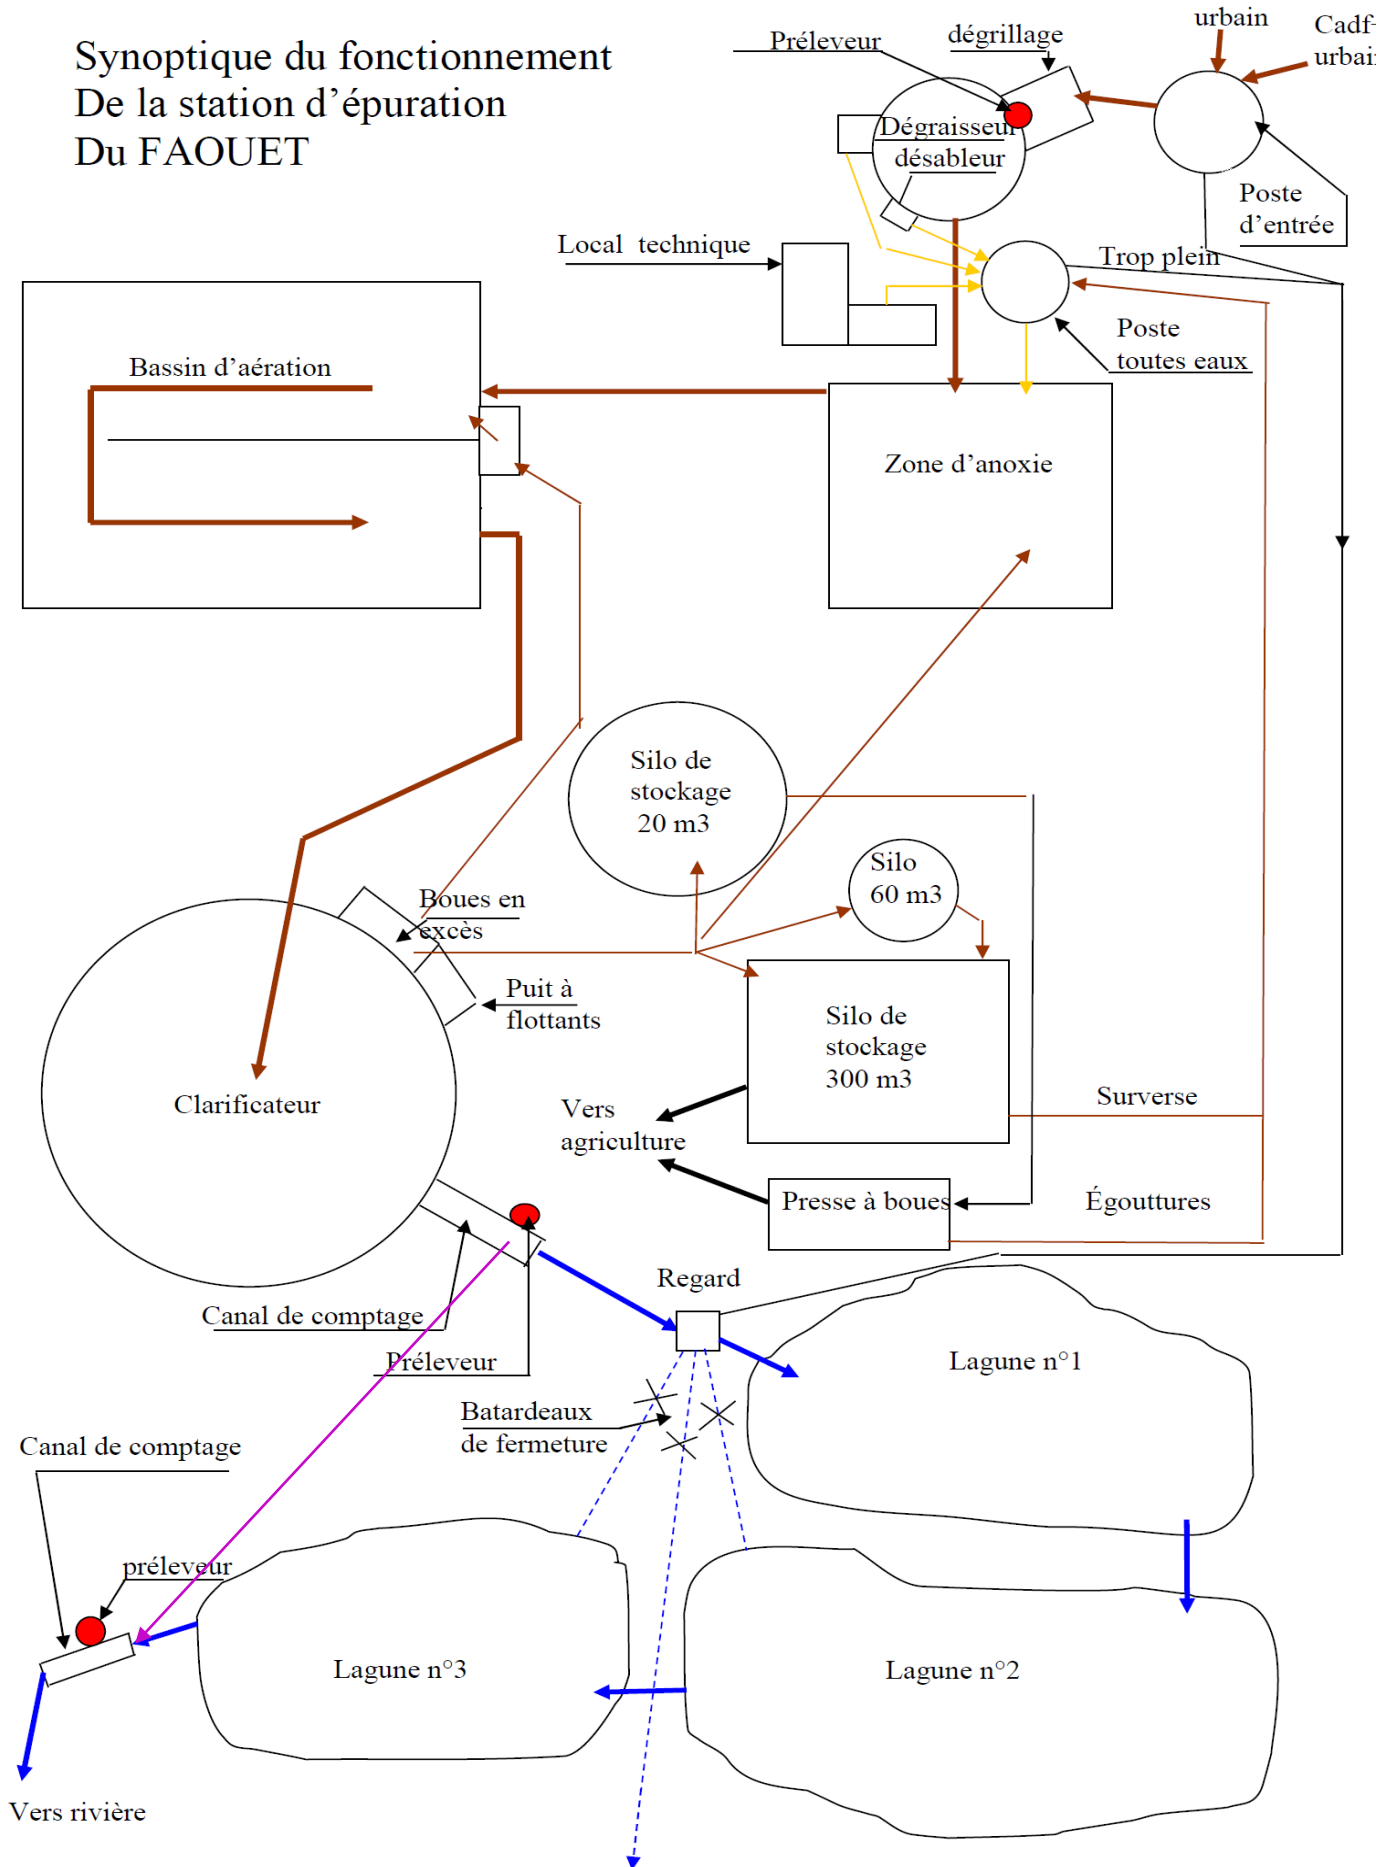 Synoptique du fonctionnement
De la station d'épuration
Du FAOUET
Préleveur
dégrillage
urbain
Cadf-
urbain
Dégraisseur
désableur
Poste
d'entrée
Local technique
Trop plein
Poste
toutes eaux
Bassin d'aération
Zone d'anoxie
Silo de
stockage
20 m3
Silo
60 m3
Boues en
excès
Puit à
flottants
Silo de
stockage
300 m3
Clarificateur
Vers
agriculture
Surverse
Presse à boues
Égouttures
Regard
Canal de comptage
Préleveur
Lagune n°1
Batardeaux
de fermeture
Canal de comptage
préleveur
Lagune n°3
Lagune n°2
Vers rivière